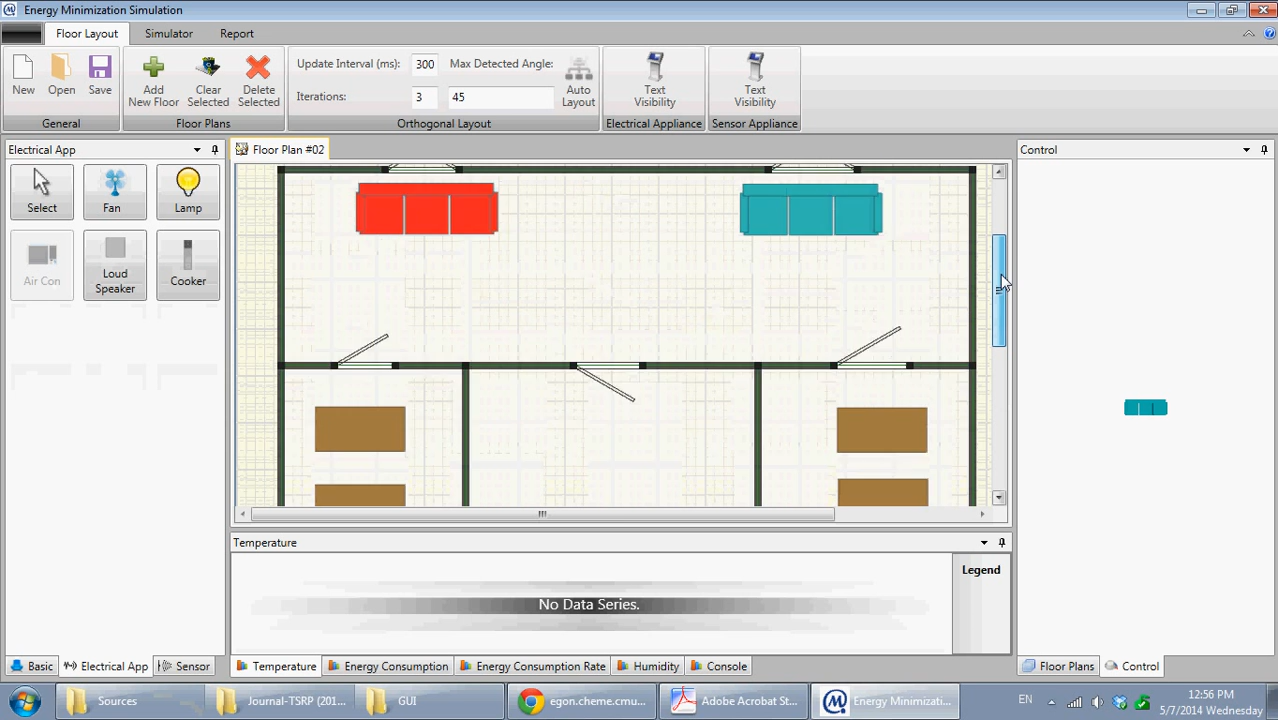 Energy Minimization Simulation
Floor Layout Simulator Report
New Open Save
General
Add New Floor
Clear Selected
Delete Selected
Floor Plans
Update Interval (ms): 300 Max Detected Angle:
Iterations: 3 45
Auto Layout
Orthogonal Layout
Text Visibility
Electrical Appliance
Text Visibility
Sensor Appliance
Electrical App
Select Fan Lamp
Air Con Loud Speaker Cooker
Floor Plan #02
Control
Temperature
No Data Series.
Legend
Basic Electrical App Sensor
Temperature Energy Consumption Energy Consumption Rate Humidity Console
Floor Plans Control
Sources Journal-TSRP (201... GUI egon.cheme.cmu... Adobe Acrobat St... Energy Minimizati...
EN
12:56 PM
5/7/2014 Wednesday